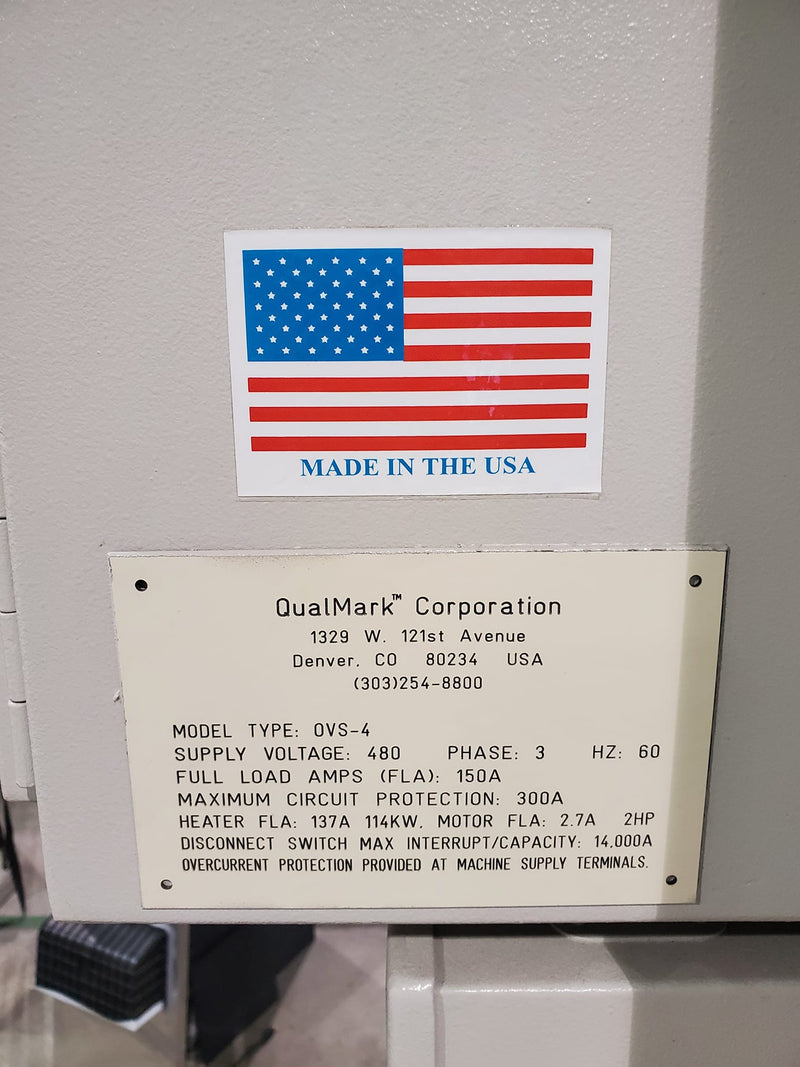 MADE IN THE USA
QualMark™ Corporation
1329 W. 121st Avenue
Denver, CO 80234 USA
(303)254-8800
MODEL TYPE: OVS-4
SUPPLY VOLTAGE: 480 PHASE: 3 HZ: 60
FULL LOAD AMPS (FLA): 150A
MAXIMUM CIRCUIT PROTECTION: 300A
HEATER FLA: 137A 114KW, MOTOR FLA: 2.7A 2HP
DISCONNECT SWITCH MAX INTERRUPT/CAPACITY: 14,000A
OVERCURRENT PROTECTION PROVIDED AT MACHINE SUPPLY TERMINALS.